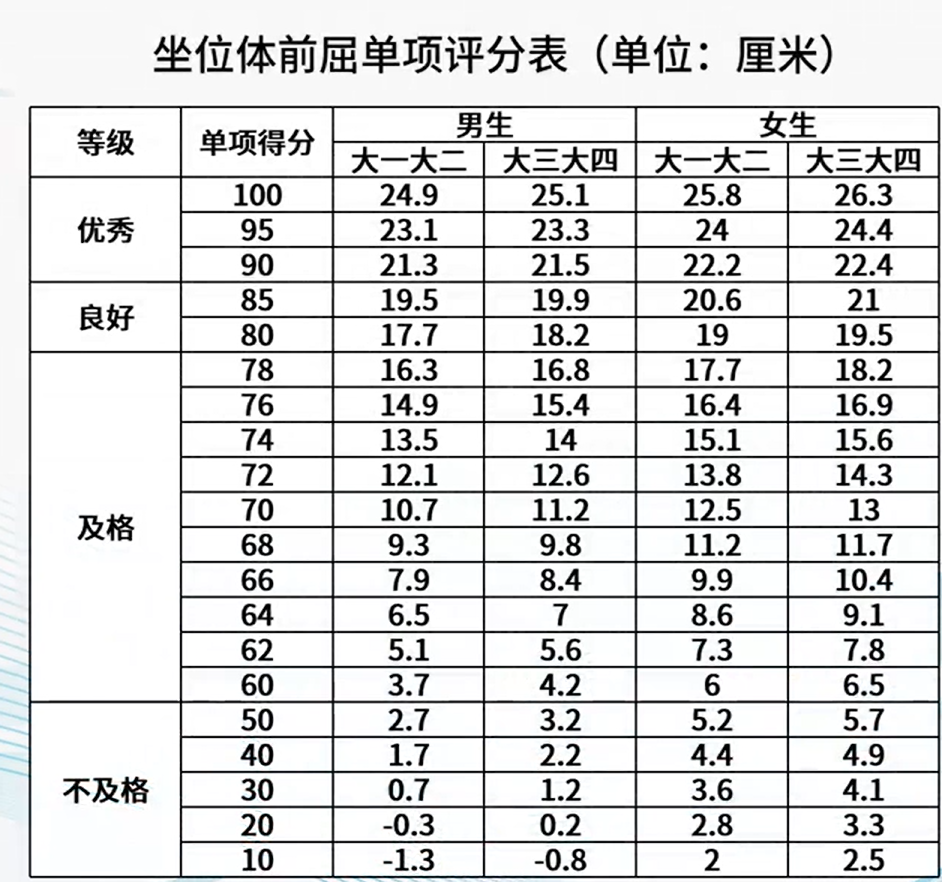 坐位体前屈单项评分表（单位：厘米）
等级 单项得分 男生 女生
大一大二 大三大四 大一大二 大三大四
优秀 100 24.9 25.1 25.8 26.3
95 23.1 23.3 24 24.4
90 21.3 21.5 22.2 22.4
良好 85 19.5 19.9 20.6 21
80 17.7 18.2 19 19.5
及格 78 16.3 16.8 17.7 18.2
76 14.9 15.4 16.4 16.9
74 13.5 14 15.1 15.6
72 12.1 12.6 13.8 14.3
70 10.7 11.2 12.5 13
68 9.3 9.8 11.2 11.7
66 7.9 8.4 9.9 10.4
64 6.5 7 8.6 9.1
62 5.1 5.6 7.3 7.8
60 3.7 4.2 6 6.5
不及格 50 2.7 3.2 5.2 5.7
40 1.7 2.2 4.4 4.9
30 0.7 1.2 3.6 4.1
20 -0.3 0.2 2.8 3.3
10 -1.3 -0.8 2 2.5